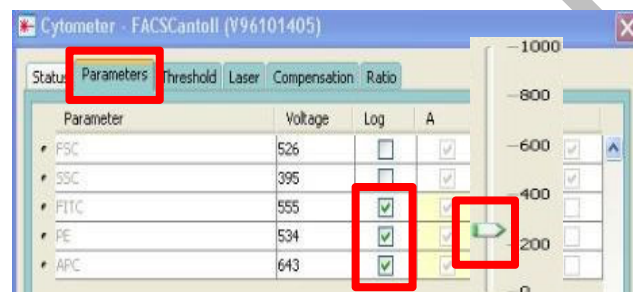 Cytometer - FACSCantoII (V96101405)
Status Parameters Threshold Laser Compensation Ratio
Parameter Voltage Log A
FSC 526
SSC 395
FITC 555
PE 534
APC 643
1000
800
600
400
200
0